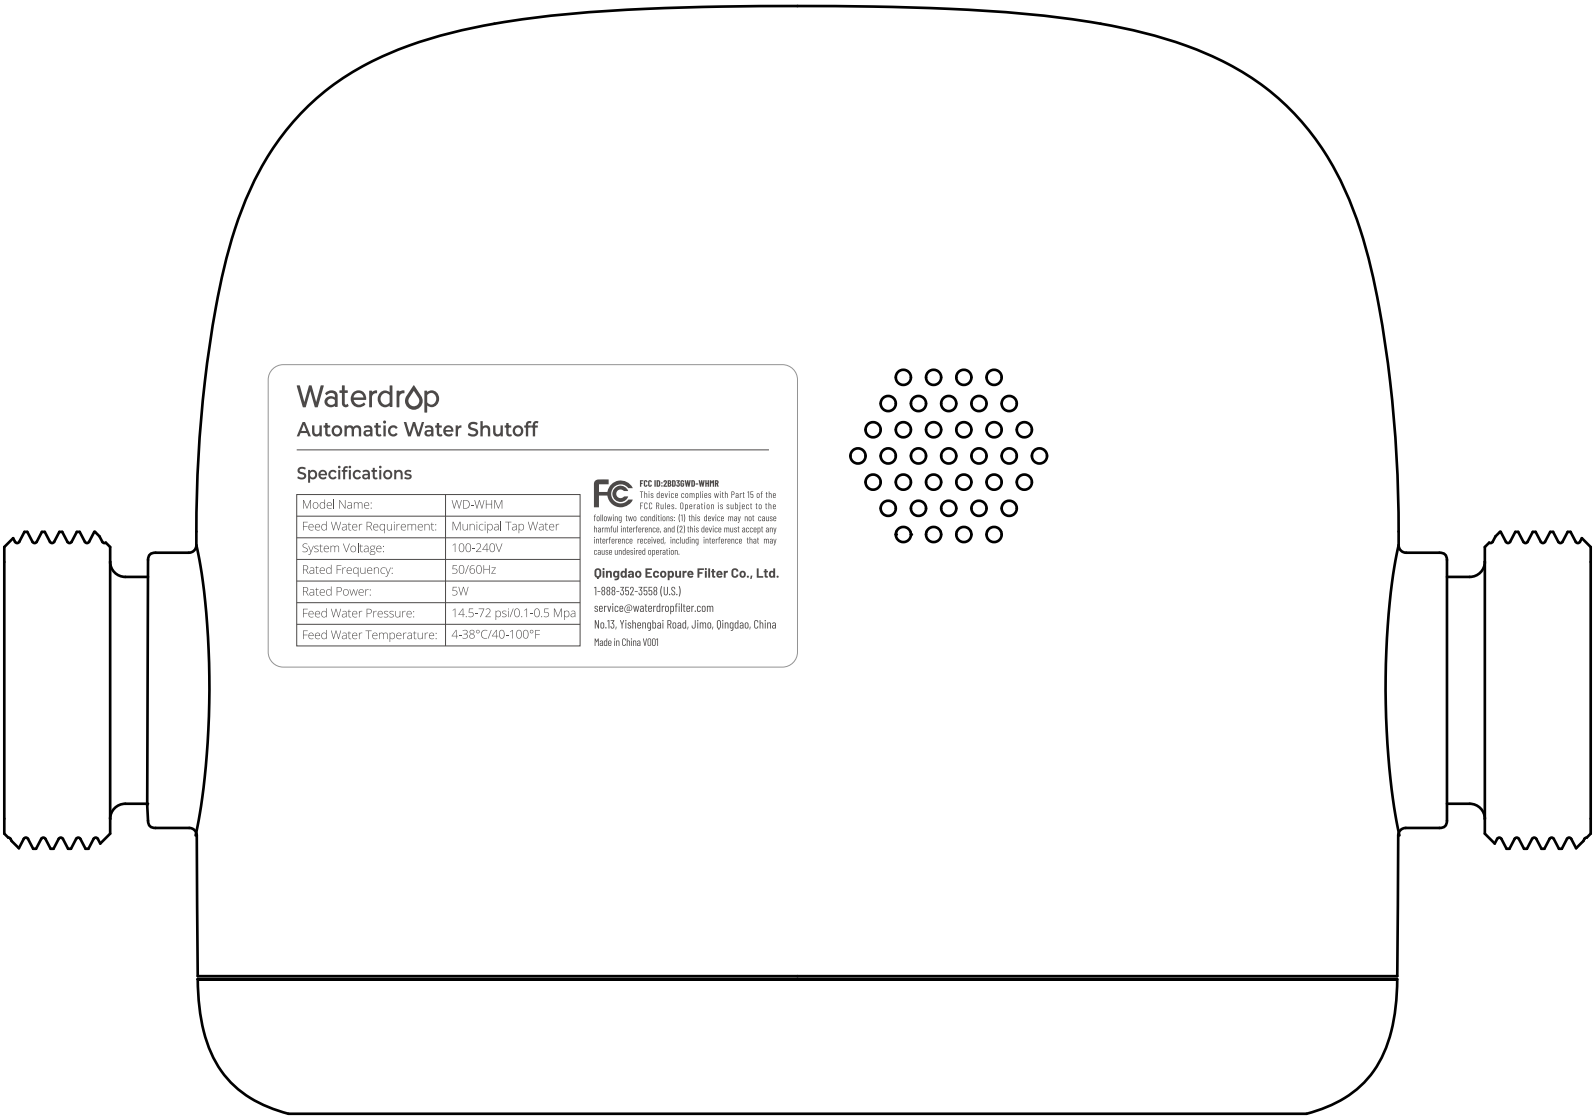 Waterdrop
Automatic Water Shutoff
Specifications
Model Name: WD-WHM
Feed Water Requirement: Municipal Tap Water
System Voltage: 100-240V
Rated Frequency: 50/60Hz
Rated Power: 5W
Feed Water Pressure: 14.5-72 psi/0.1-0.5 Mpa
Feed Water Temperature: 4-38°C/40-100°F
FC
FCC ID:2BD3GWD-WHMR
This device complies with Part 15 of the
FCC Rules. Operation is subject to the
following two conditions: (1) this device may not cause
harmful interference, and (2) this device must accept any
interference received, including interference that may
cause undesired operation.
Qingdao Ecopure Filter Co., Ltd.
1-888-352-3558 (U.S.)
service@waterdropfilter.com
No.13, Yishengbai Road, Jimo, Qingdao, China
Made in China V001